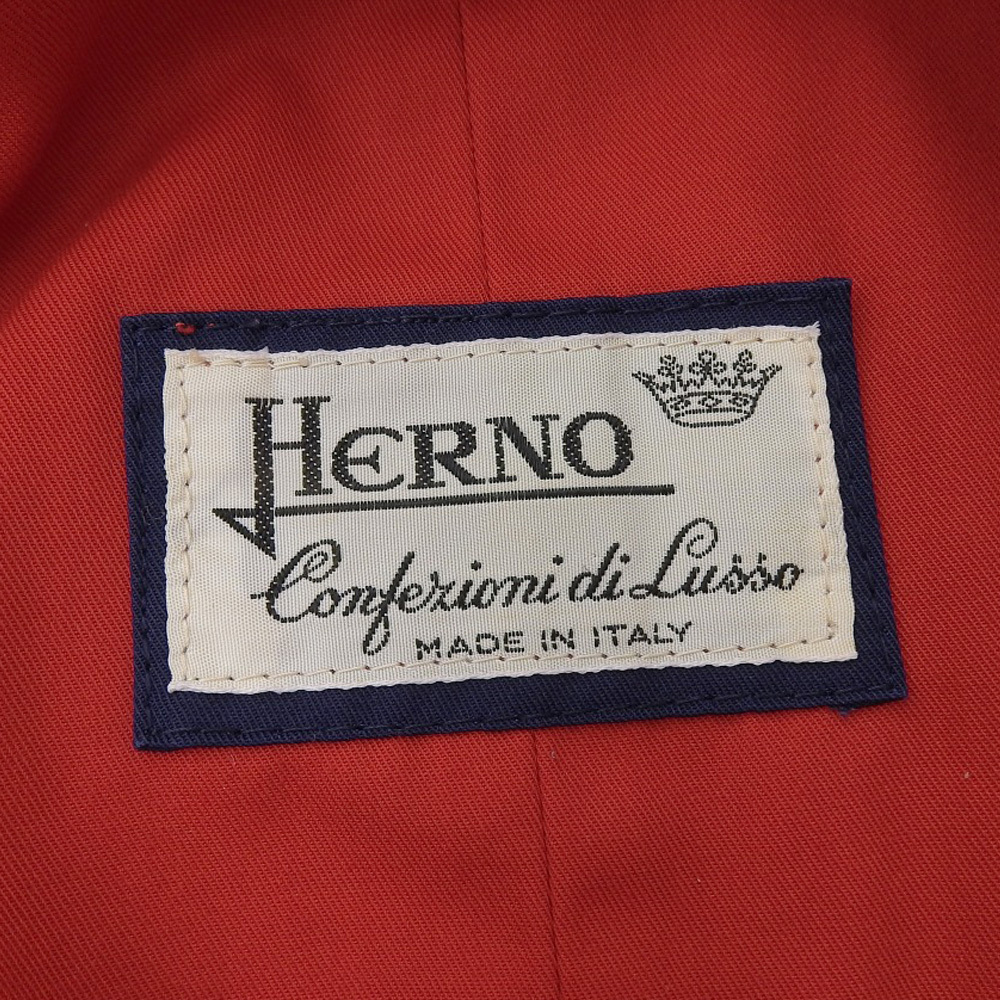 HERNO
Confezioni di Lusso
MADE IN ITALY